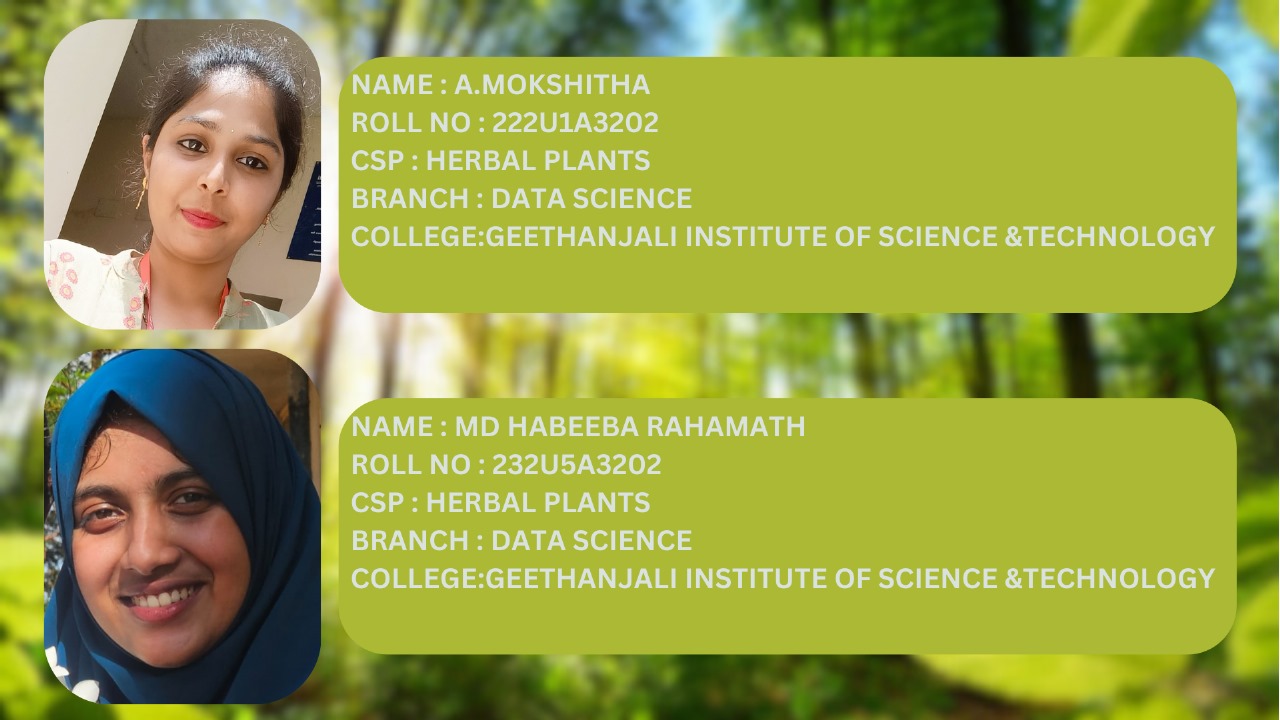 NAME : A.MOKSHITHA
ROLL NO : 222U1A3202
CSP : HERBAL PLANTS
BRANCH : DATA SCIENCE
COLLEGE:GEETHANJALI INSTITUTE OF SCIENCE &TECHNOLOGY
NAME : MD HABEEBA RAHAMATH
ROLL NO : 232U5A3202
CSP : HERBAL PLANTS
BRANCH : DATA SCIENCE
COLLEGE:GEETHANJALI INSTITUTE OF SCIENCE &TECHNOLOGY